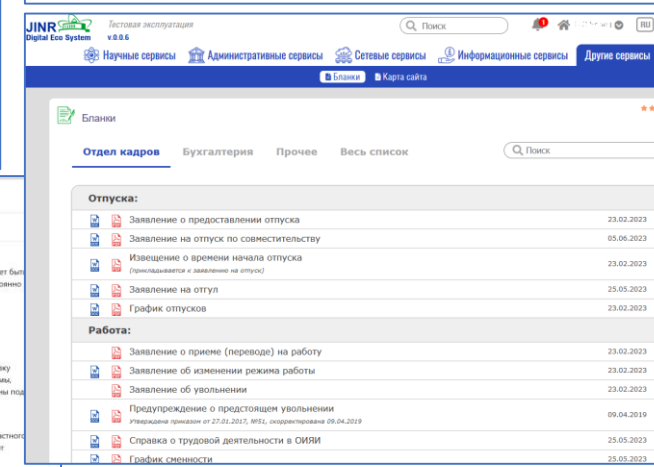 JINR
Digital Eco System
Тестовая эксплуатация
v.0.0.6
Поиск
RU
Научные сервисы
Административные сервисы
Сетевые сервисы
Информационные сервисы
Другие сервисы
Бланки
Карта сайта
Бланки
Отдел кадров Бухгалтерия Прочее Весь список
Поиск
Отпуска:
Заявление о предоставлении отпуска 23.02.2023
Заявление на отпуск по совместительству 05.06.2023
Извещение о времени начала отпуска 23.02.2023
(прикладывается к заявлению на отпуск)
Заявление на отгул 25.05.2023
График отпусков 23.02.2023
Работа:
Заявление о приеме (переводе) на работу 23.02.2023
Заявление об изменении режима работы 23.02.2023
Заявление об увольнении 23.02.2023
Предупреждение о предстоящем увольнении 09.04.2019
Утверждена приказом от 27.01.2017, №51, скорректирована 09.04.2019
Справка о трудовой деятельности в ОИЯИ 25.05.2023
График сменности 25.05.2023